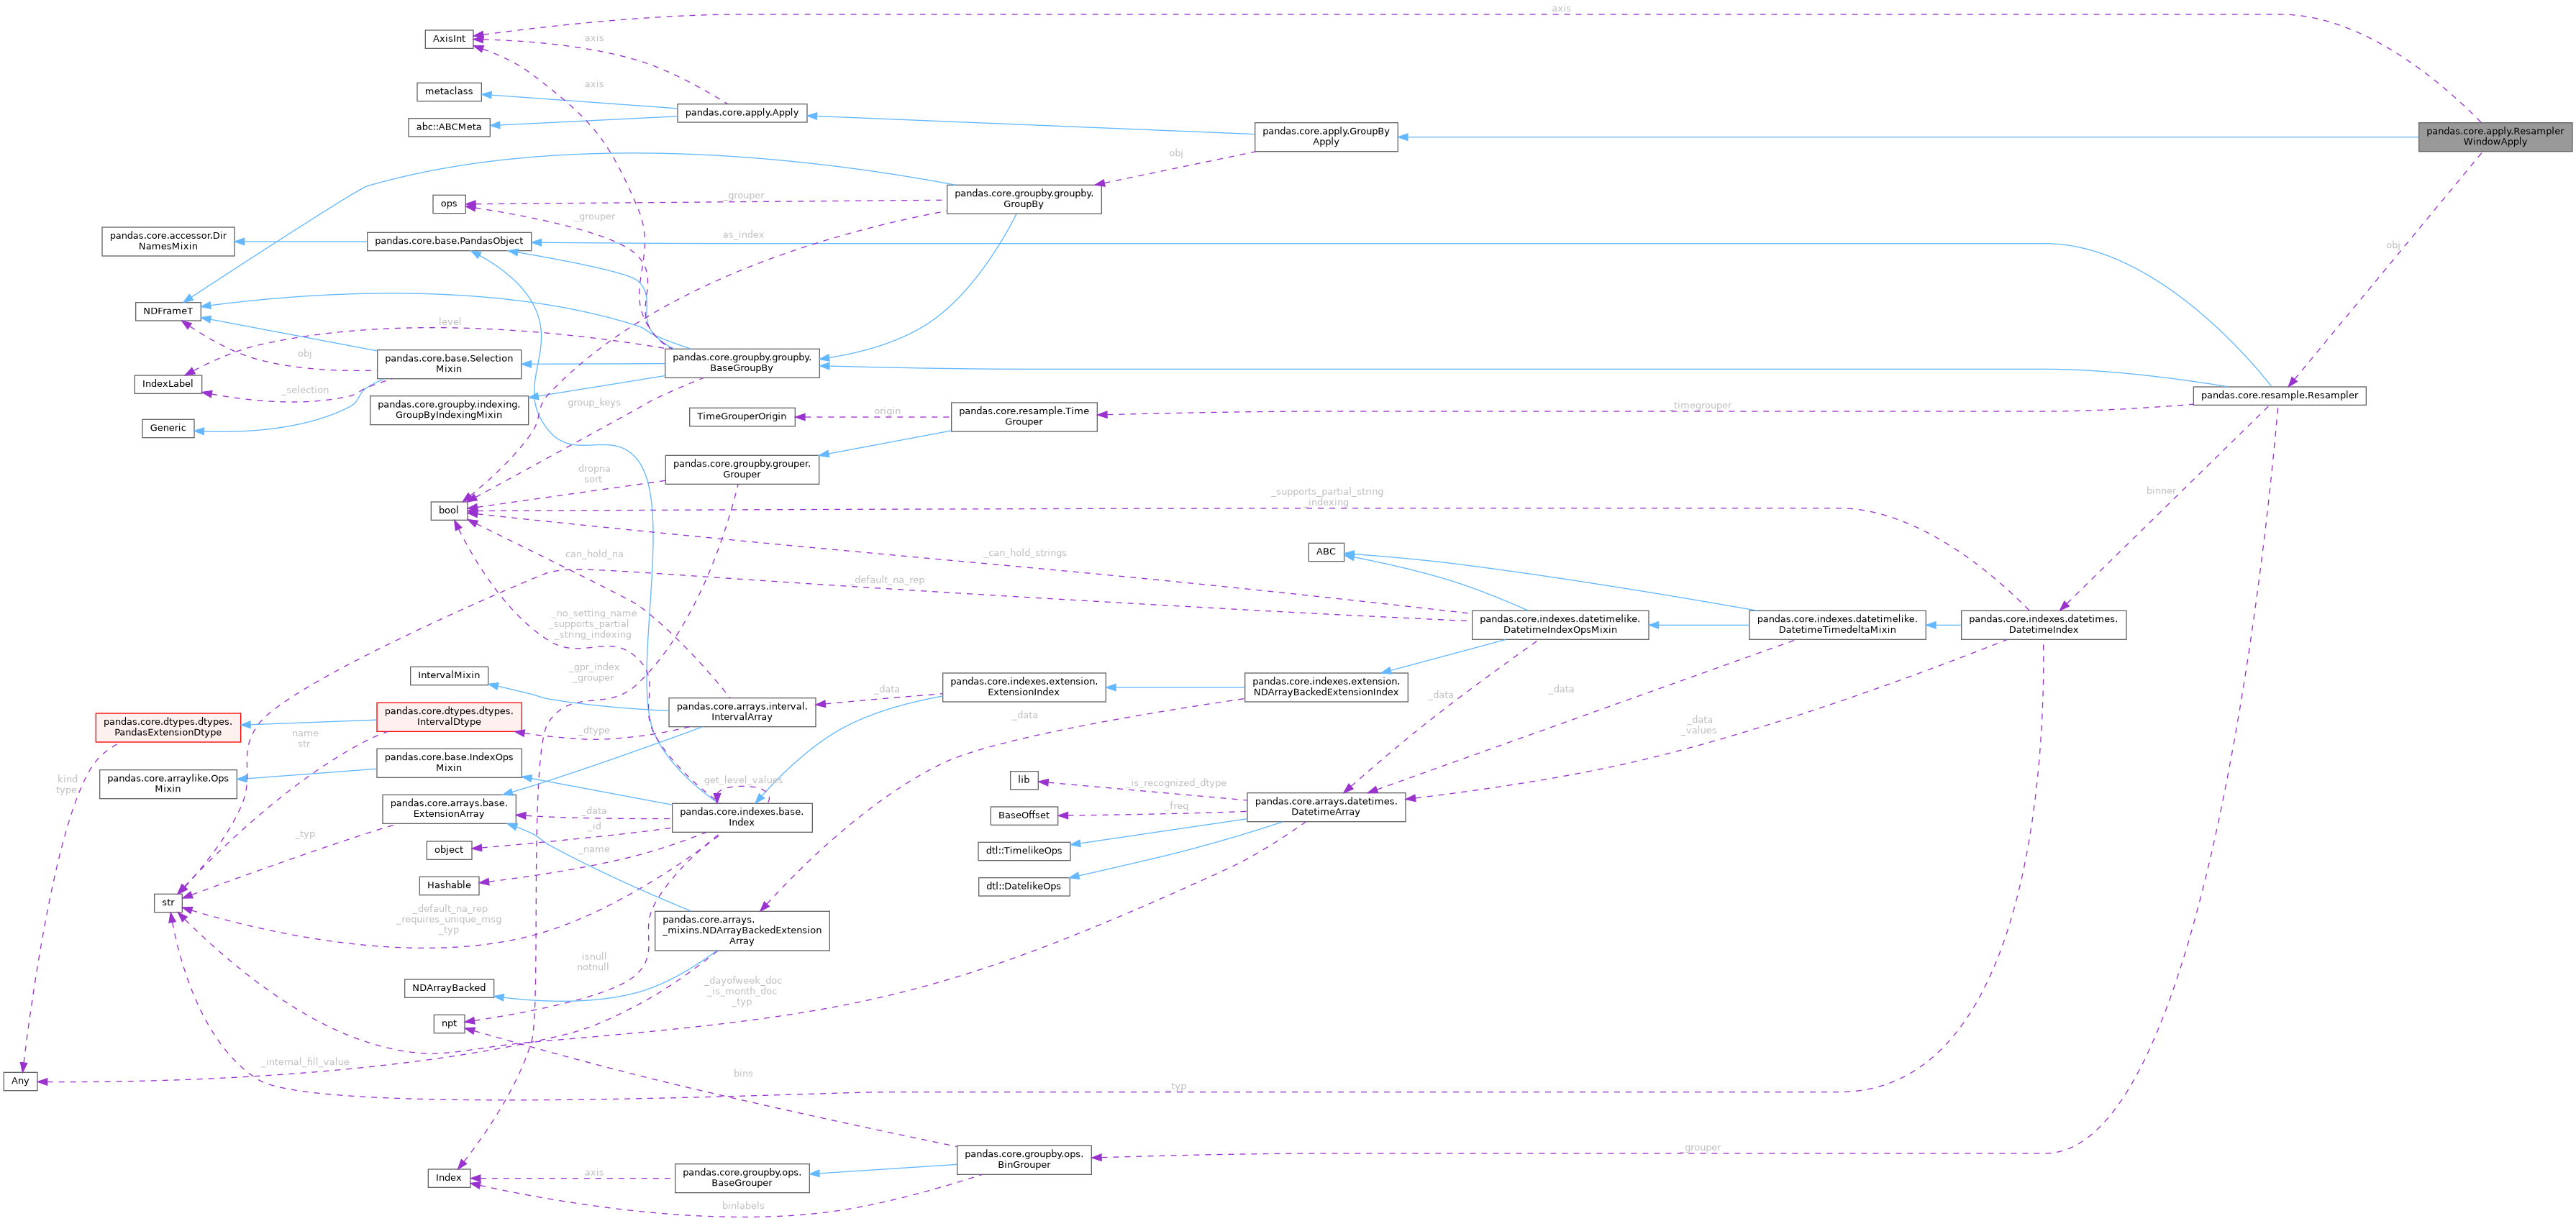 axis
AxisInt
axis
axis
metaclass
pandas.core.apply.Apply
abc::ABCMeta
pandas.core.apply.GroupBy
Apply
pandas.core.apply.Resampler
WindowApply
obj
ops
_grouper
pandas.core.groupby.groupby.
GroupBy
_grouper
as_index
pandas.core.accessor.Dir
NamesMixin
pandas.core.base.PandasObject
obj
NDFrameT
level
obj
pandas.core.base.Selection
Mixin
pandas.core.groupby.groupby.
BaseGroupBy
IndexLabel
_selection
pandas.core.resample.Resampler
pandas.core.groupby.indexing.
GroupByIndexingMixin
group_keys
TimeGrouperOrigin
origin
pandas.core.resample.Time
Grouper
_timegrouper
Generic
pandas.core.groupby.grouper.
Grouper
dropna
sort
bool
_supports_partial_string
_indexing
binner
can_hold_na
_can_hold_strings
ABC
_default_na_rep
_no_setting_name
_supports_partial
_string_indexing
pandas.core.indexes.datetimelike.
DatetimeIndexOpsMixin
pandas.core.indexes.datetimelike.
DatetimeTimedeltaMixin
pandas.core.indexes.datetimes.
DatetimeIndex
IntervalMixin
_gpr_index
_grouper
pandas.core.indexes.extension.
ExtensionIndex
pandas.core.indexes.extension.
NDArrayBackedExtensionIndex
_data
_data
_data
_data
_data
_values
pandas.core.arrays.interval.
IntervalArray
pandas.core.dtypes.dtypes.
PandasExtensionDtype
pandas.core.dtypes.dtypes.
IntervalDtype
_dtype
name
str
kind
type
pandas.core.base.IndexOps
Mixin
pandas.core.arraylike.Ops
Mixin
get_level_values
lib
_is_recognized_dtype
pandas.core.arrays.base.
ExtensionArray
_data
pandas.core.indexes.base.
Index
BaseOffset
_freq
pandas.core.arrays.datetimes.
DatetimeArray
_typ
_id
object
_name
dtl::TimelikeOps
Hashable
dtl::DatelikeOps
str
_default_na_rep
_requires_unique_msg
_typ
pandas.core.arrays.
_mixins.NDArrayBackedExtension
Array
isnull
notnull
NDArrayBacked
_dayofweek_doc
_is_month_doc
_typ
npt
_internal_fill_value
Any
bins
_typ
_grouper
pandas.core.groupby.ops.
BinGrouper
Index
axis
pandas.core.groupby.ops.
BaseGrouper
binlabels